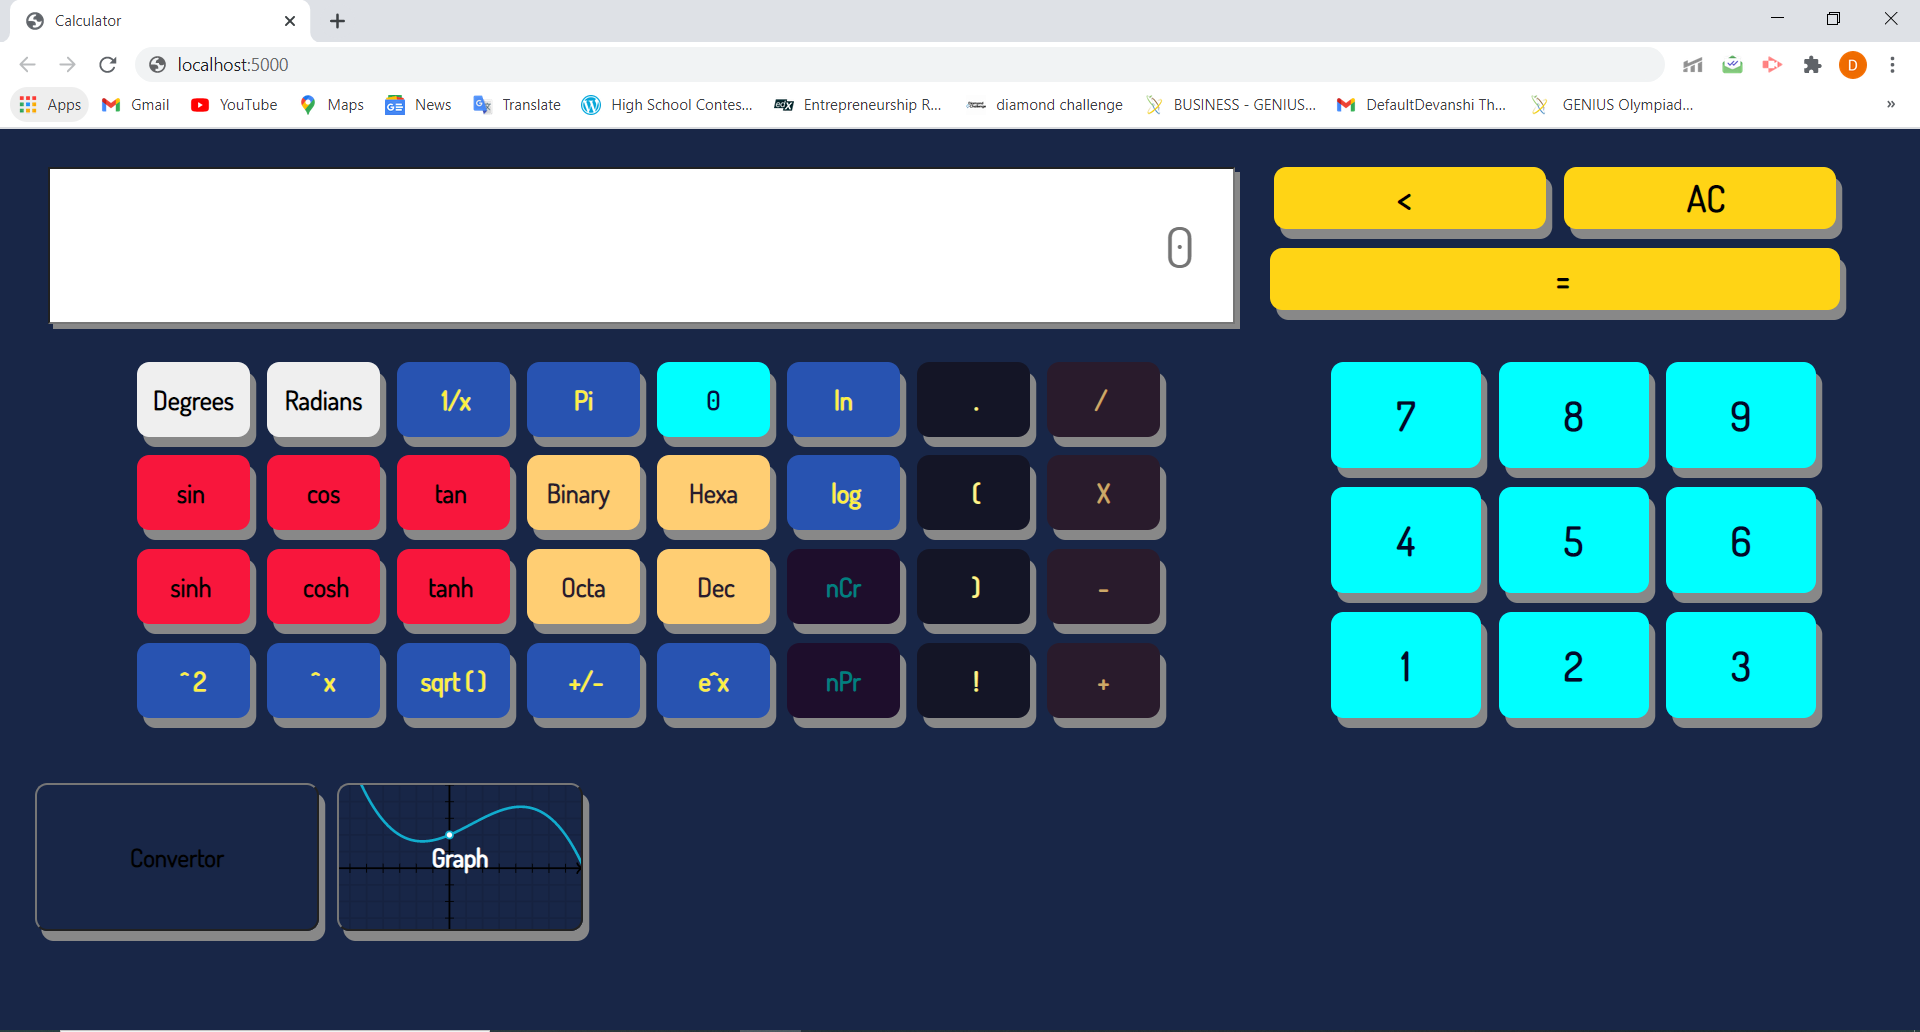 Calculator
localhost:5000
D
Apps Gmail YouTube Maps News Translate High School Contes... Entrepreneurship R... diamond challenge BUSINESS - GENIUS... DefaultDevanshi Th... GENIUS Olympiad... »
0
< AC
=
Degrees Radians 1/x Pi 0 ln . /
sin cos tan Binary Hexa log ( X
sinh cosh tanh Octa Dec nCr ) -
^2 ^x sqrt() +/- e^x nPr ! +
7 8 9
4 5 6
1 2 3
Convertor Graph